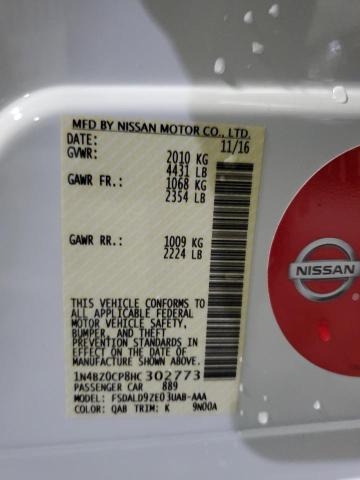 MFD BY NISSAN MOTOR CO., LTD.
DATE: 11/16
GVWR: 2010 KG
4431 LB
GAWR FR.: 1068 KG
2354 LB
GAWR RR.: 1009 KG
2224 LB
THIS VEHICLE CONFORMS TO
ALL APPLICABLE FEDERAL
MOTOR VEHICLE SAFETY,
BUMPER, AND THEFT
PREVENTION STANDARDS
IN EFFECT ON THE DATE OF
MANUFACTURE SHOWN ABOVE.
1N4BZ0CP8HC302773
PASSENGER CAR 889
MODEL: FSDALD9ZE03UAB-AAA
COLOR: QAB TRIM: K 9N00A
NISSAN